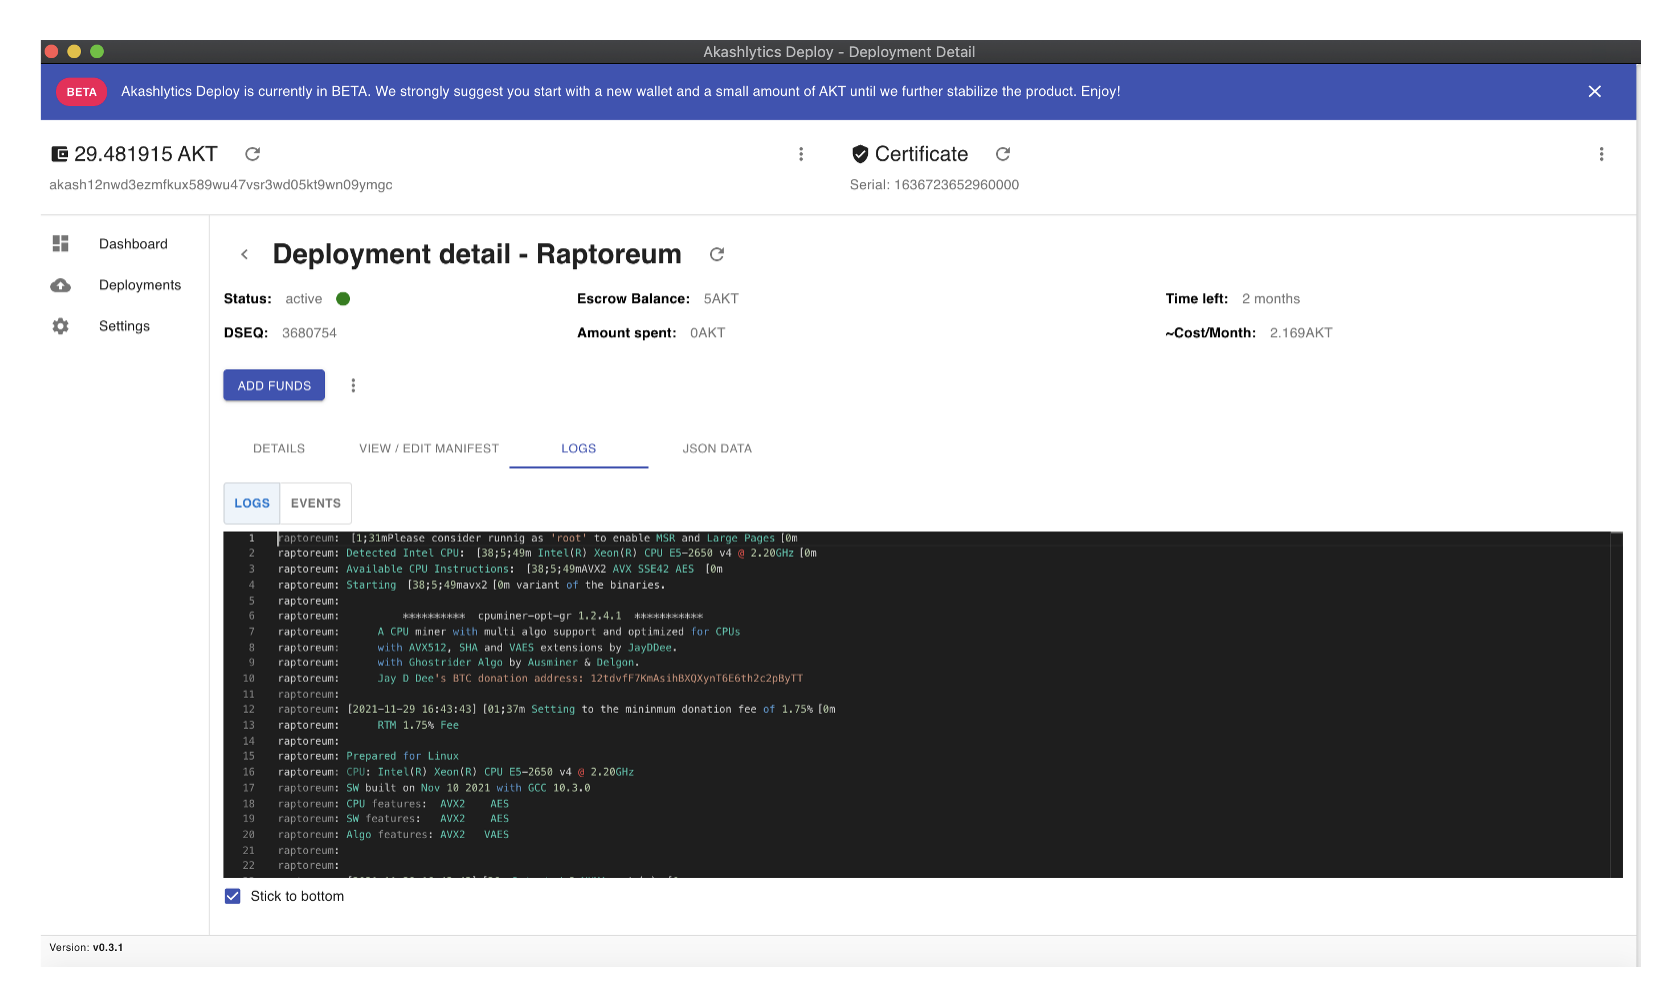 Akashlytics Deploy - Deployment Detail
BETA Akashlytics Deploy is currently in BETA. We strongly suggest you start with a new wallet and a small amount of AKT until we further stabilize the product. Enjoy!
29.481915 AKT
akash12nwd3ezmfkux589wu47vsr3wd05kt9wn09ymgc
Certificate
Serial: 1636723652960000
Dashboard
Deployments
Settings
Deployment detail - Raptoreum
Status: active
Escrow Balance: 5AKT
Time left: 2 months
DSEQ: 3680754
Amount spent: 0AKT
~Cost/Month: 2.169AKT
ADD FUNDS
DETAILS
VIEW / EDIT MANIFEST
LOGS
JSON DATA
LOGS
EVENTS
1 raptoreum: [1;31mPlease consider runnig as 'root' to enable MSR and Large Pages [0m
2 raptoreum: Detected Intel CPU: [38;5;49m Intel(R) Xeon(R) CPU E5-2650 v4 @ 2.20GHz [0m
3 raptoreum: Available CPU Instructions: [38;5;49mAVX2 AVX SSE42 AES [0m
4 raptoreum: Starting [38;5;49mavx2 [0m variant of the binaries.
5 raptoreum:
6 raptoreum: ********** cpuminer-opt-gr 1.2.4.1 ***********
7 raptoreum: A CPU miner with multi algo support and optimized for CPUs
8 raptoreum: with AVX512, SHA and VAES extensions by JayDDee.
9 raptoreum: with Ghostrider Algo by Ausminer & Delgon.
10 raptoreum: Jay D Dee's BTC donation address: 12tdvfF7KmAsihBXQXynT6E6th2c2pByTT
11 raptoreum:
12 raptoreum: [2021-11-29 16:43:43] [01;37m Setting to the mininmum donation fee of 1.75% [0m
13 raptoreum: RTM 1.75% Fee
14 raptoreum:
15 raptoreum: Prepared for Linux
16 raptoreum: CPU: Intel(R) Xeon(R) CPU E5-2650 v4 @ 2.20GHz
17 raptoreum: SW built on Nov 10 2021 with GCC 10.3.0
18 raptoreum: CPU features: AVX2 AES
19 raptoreum: SW features: AVX2 AES
20 raptoreum: Algo features: AVX2 VAES
21 raptoreum:
22 raptoreum:
Stick to bottom
Version: v0.3.1